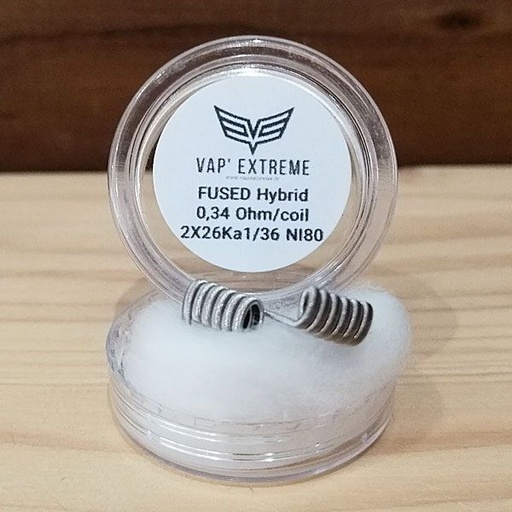 VAP' EXTREME
FUSED Hybrid
0,34 Ohm/coil
2X26Ka1/36 NI80